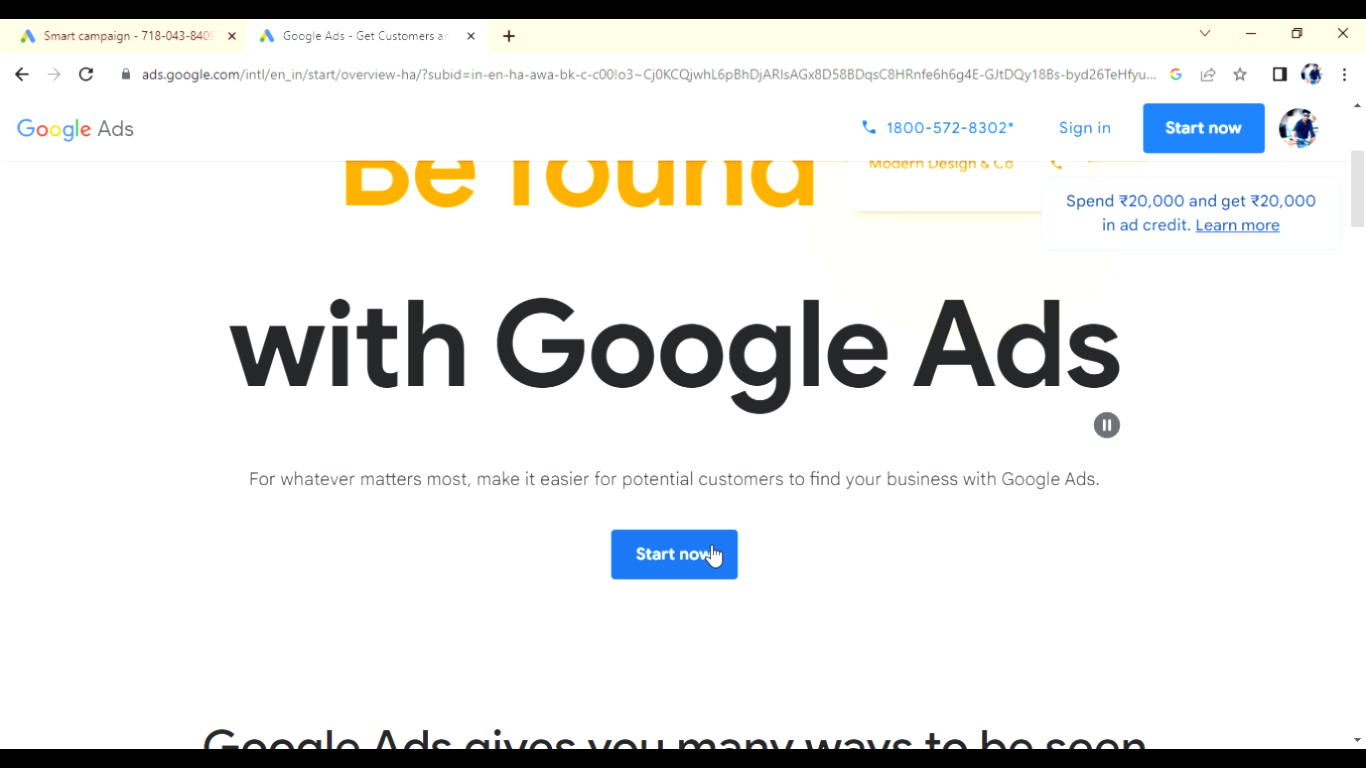 Smart campaign - 718-043-8409
Google Ads - Get Customers ar
ads.google.com/intl/en_in/start/overview-ha/?subid=in-en-ha-awa-bk-c-c00!o3~Cj0KCQjwhL6pBhDjARIsAGx8D58BDqsC8HRnfe6h6g4E-GJtDQy18Bs-byd26TeHfyu...
Google Ads
1800-572-8302*
Sign in
Start now
Be found
Modern Design & Co
Spend ₹20,000 and get ₹20,000
in ad credit. Learn more
with Google Ads
For whatever matters most, make it easier for potential customers to find your business with Google Ads.
Start now
Google Ads gives you many ways to be seen